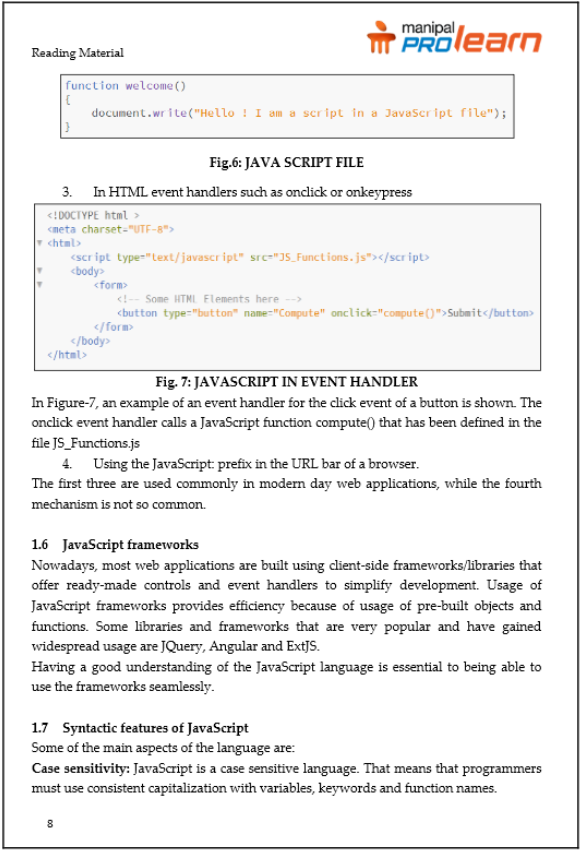 manipal
PROlearn
Reading Material
function welcome()
{
document.write("Hello ! I am a script in a JavaScript file");
}
Fig.6: JAVA SCRIPT FILE
3. In HTML event handlers such as onclick or onkeypress
<!DOCTYPE html >
<meta charset="UTF-8">
<html>
<script type="text/javascript" src="JS_Functions.js"></script>
<body>
<form>
<!-- Some HTML Elements here -->
<button type="button" name="Compute" onclick="compute()">Submit</button>
</form>
</body>
</html>
Fig. 7: JAVASCRIPT IN EVENT HANDLER
In Figure-7, an example of an event handler for the click event of a button is shown. The
onclick event handler calls a JavaScript function compute() that has been defined in the
file JS_Functions.js
4. Using the JavaScript: prefix in the URL bar of a browser.
The first three are used commonly in modern day web applications, while the fourth
mechanism is not so common.
1.6 JavaScript frameworks
Nowadays, most web applications are built using client-side frameworks/libraries that
offer ready-made controls and event handlers to simplify development. Usage of
JavaScript frameworks provides efficiency because of usage of pre-built objects and
functions. Some libraries and frameworks that are very popular and have gained
widespread usage are JQuery, Angular and ExtJS.
Having a good understanding of the JavaScript language is essential to being able to
use the frameworks seamlessly.
1.7 Syntactic features of JavaScript
Some of the main aspects of the language are:
Case sensitivity: JavaScript is a case sensitive language. That means that programmers
must use consistent capitalization with variables, keywords and function names.
8